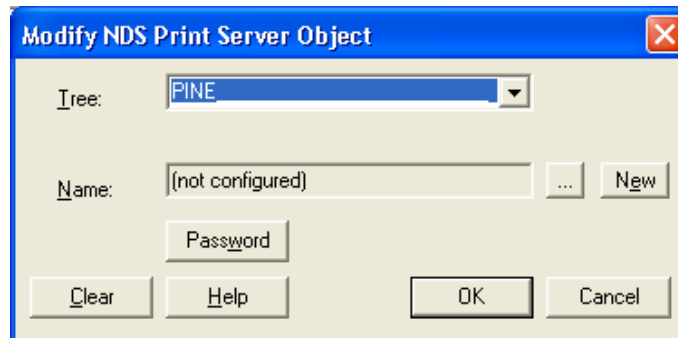 Modify NDS Print Server Object
Tree: PINE
Name: (not configured) ... New
Password
Clear Help OK Cancel